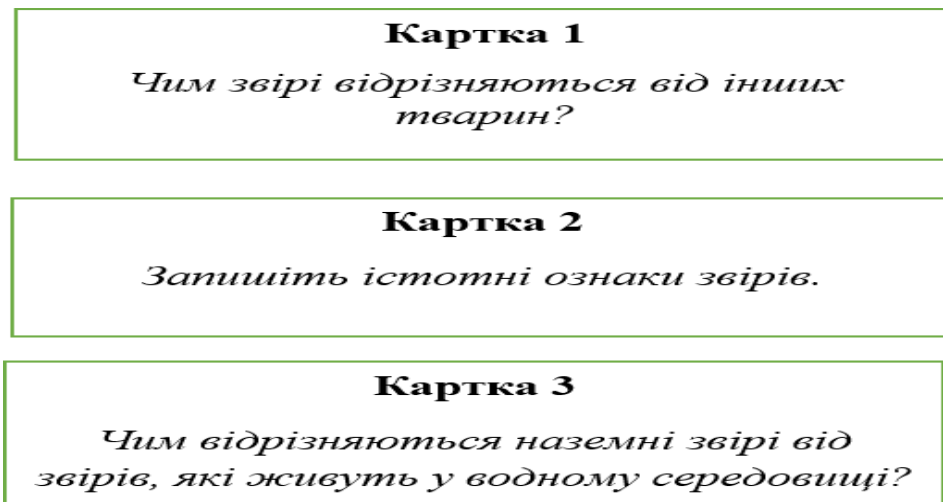 Картка 1
Чим звірі відрізняються від інших
тварин?
Картка 2
Запишіть істотні ознаки звірів.
Картка 3
Чим відрізняються наземні звірі від
звірів, які живуть у водному середовищі?